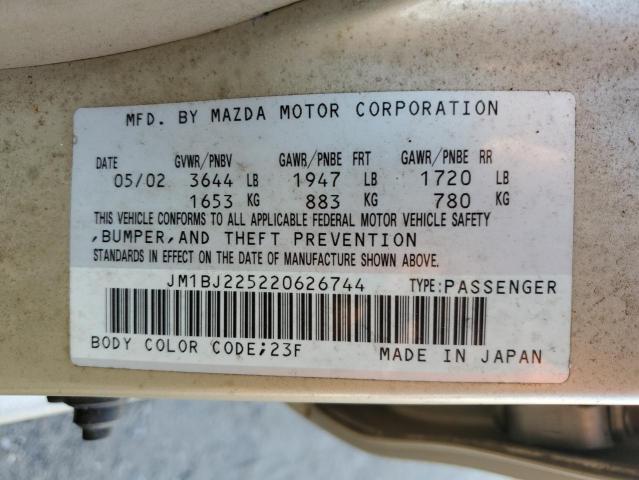 MFD. BY MAZDA MOTOR CORPORATION
DATE GVWR/PNBV GAWR/PNBE FRT GAWR/PNBE RR
05/02 3644 LB 1947 LB 1720 LB
1653 KG 883 KG 780 KG
THIS VEHICLE CONFORMS TO ALL APPLICABLE FEDERAL MOTOR VEHICLE SAFETY
,BUMPER,AND THEFT PREVENTION
STANDARDS IN EFFECT ON THE DATE OF MANUFACTURE SHOWN ABOVE.
JM1BJ225220626744 TYPE:PASSENGER
BODY COLOR CODE;23F MADE IN JAPAN